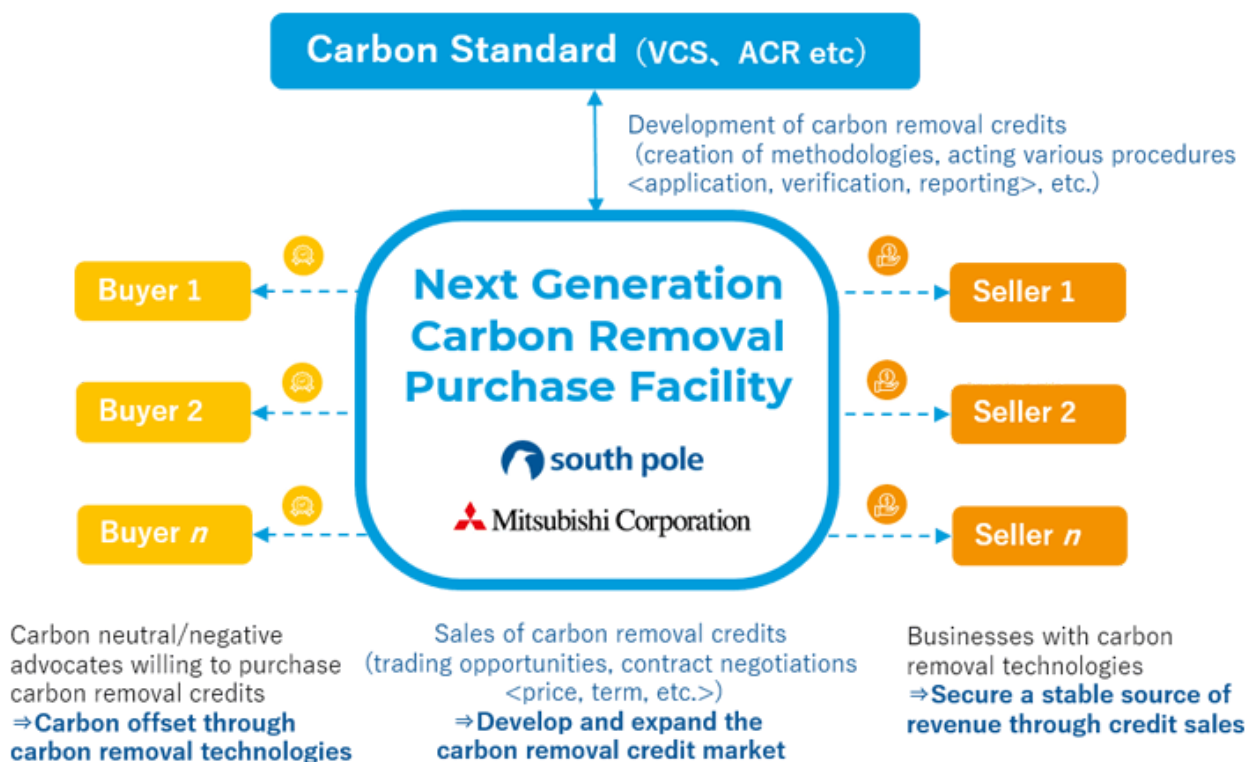 Carbon Standard（VCS、ACR etc）
Development of carbon removal credits
（creation of methodologies, acting various procedures
<application, verification, reporting>, etc.）
Buyer 1
Buyer 2
Buyer n
Next Generation
Carbon Removal
Purchase Facility
south pole
Mitsubishi Corporation
Seller 1
Seller 2
Seller n
Carbon neutral/negative
advocates willing to purchase
carbon removal credits
⇒Carbon offset through
carbon removal technologies
Sales of carbon removal credits
（trading opportunities, contract negotiations
<price, term, etc.>）
⇒Develop and expand the
carbon removal credit market
Businesses with carbon
removal technologies
⇒Secure a stable source of
revenue through credit sales